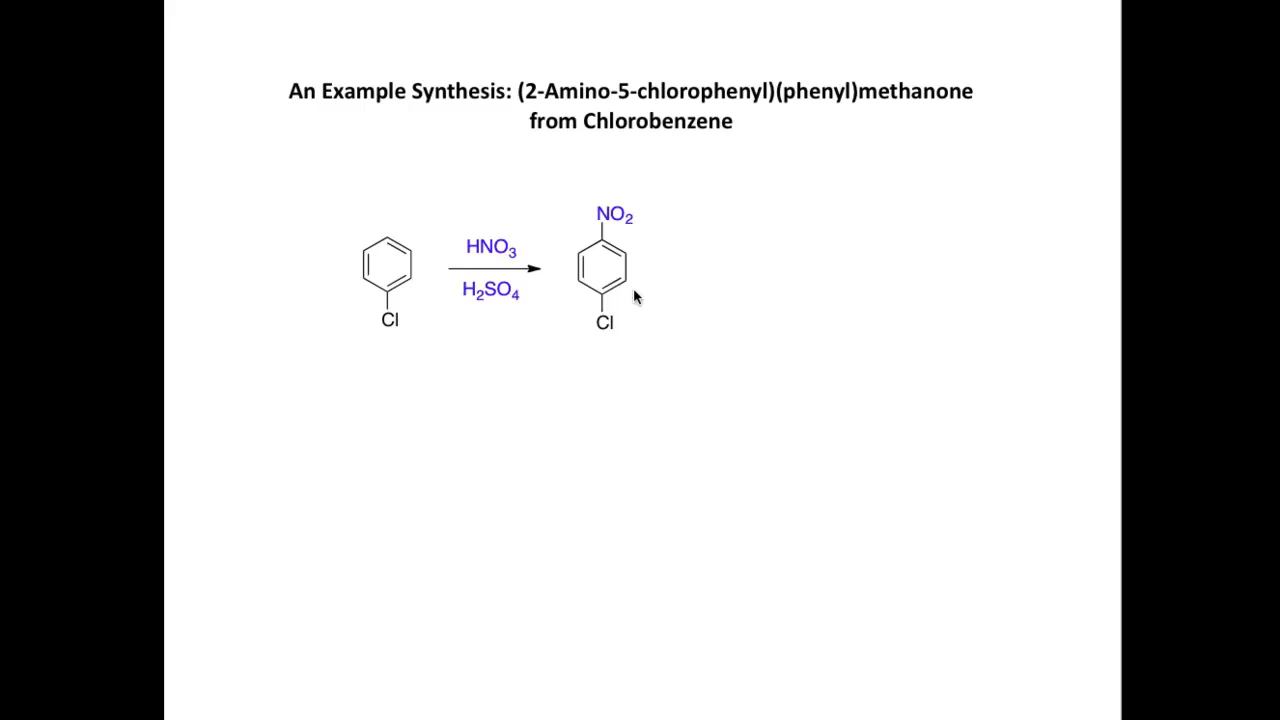 An Example Synthesis: (2-Amino-5-chlorophenyl)(phenyl)methanone
from Chlorobenzene
NO₂
HNO₃
H₂SO₄
Cl
Cl